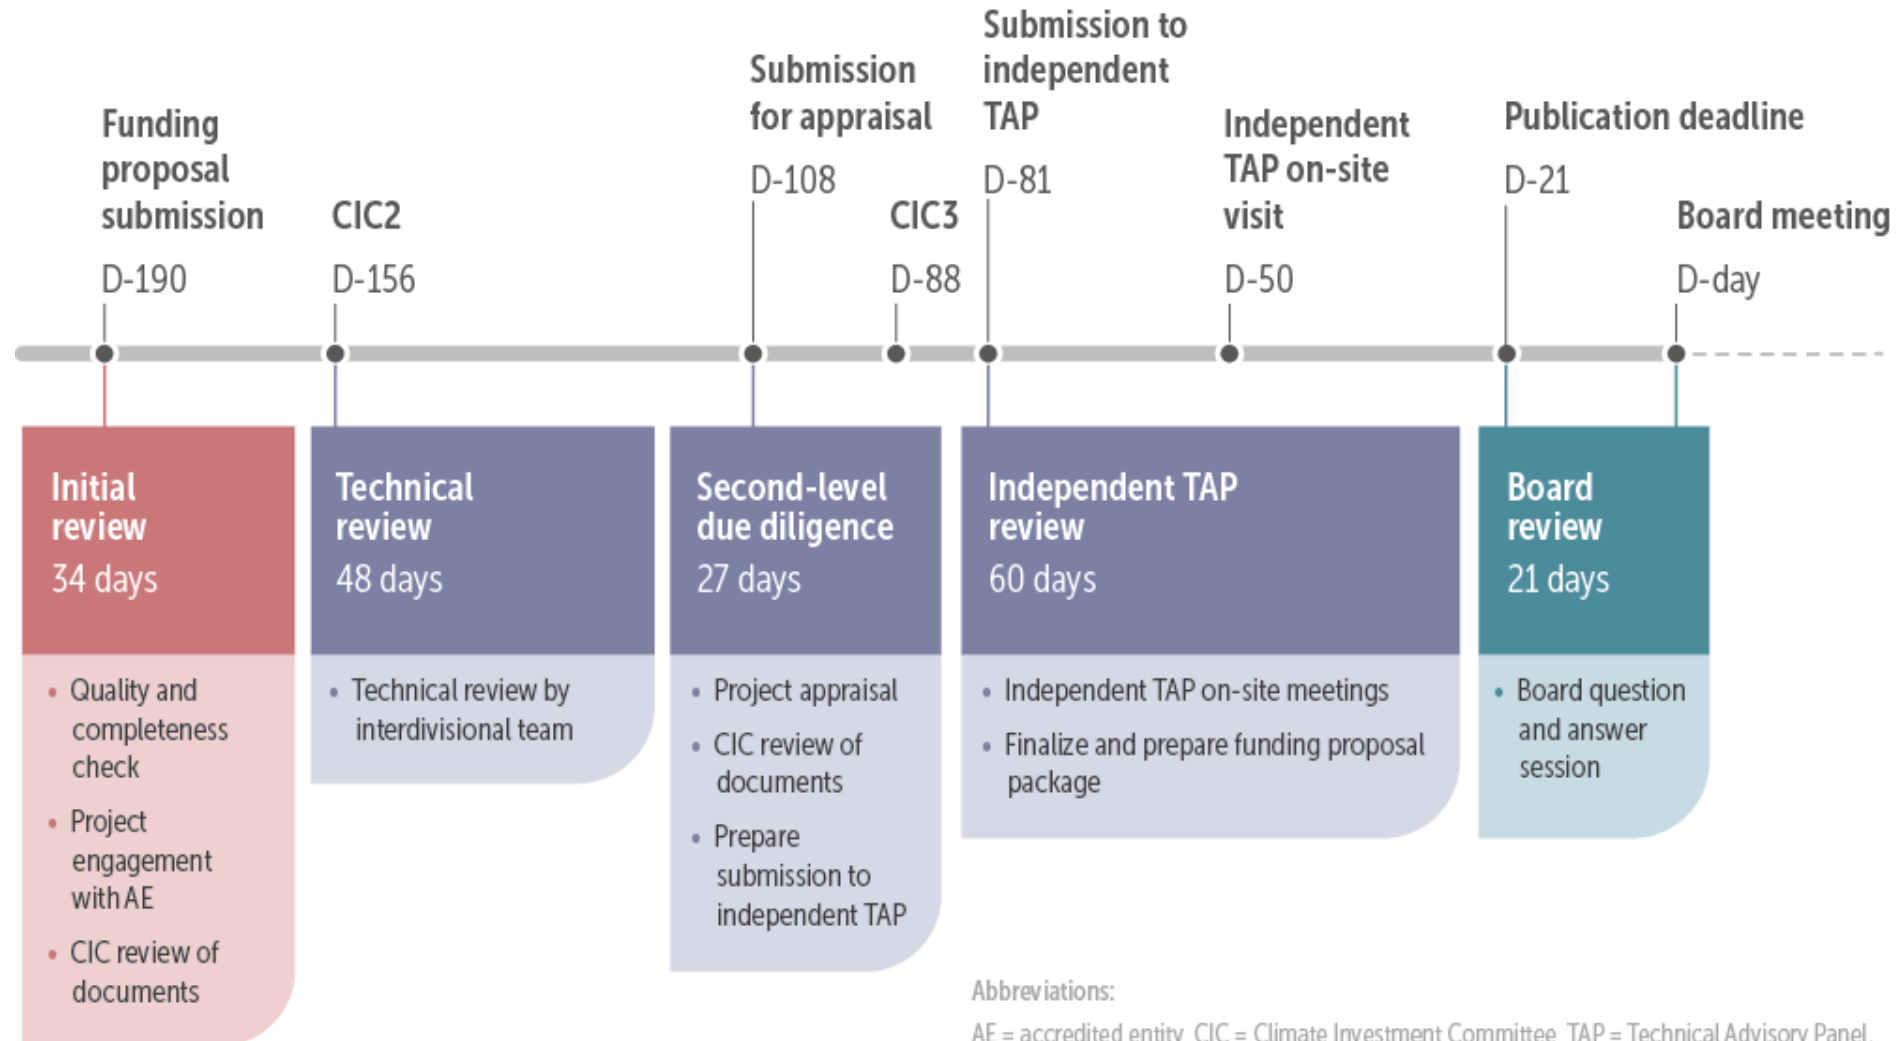 Funding
proposal
submission
D-190
CIC2
D-156
Submission
for appraisal
D-108
CIC3
D-88
Submission to
independent
TAP
D-81
Independent
TAP on-site
visit
D-50
Publication deadline
D-21
Board meeting
D-day
Initial
review
34 days
• Quality and
completeness
check
• Project
engagement
with AE
• CIC review of
documents
Technical
review
48 days
• Technical review by
interdivisional team
Second-level
due diligence
27 days
• Project appraisal
• CIC review of
documents
• Prepare
submission to
independent TAP
Independent TAP
review
60 days
• Independent TAP on-site meetings
• Finalize and prepare funding proposal
package
Board
review
21 days
• Board question
and answer
session
Abbreviations:
AE = accredited entity, CIC = Climate Investment Committee, TAP = Technical Advisory Panel.